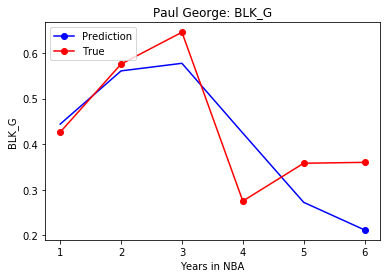 Paul George: BLK_G
Prediction
True
BLK_G
0.6
0.5
0.4
0.3
0.2
1 2 3 4 5 6
Years in NBA